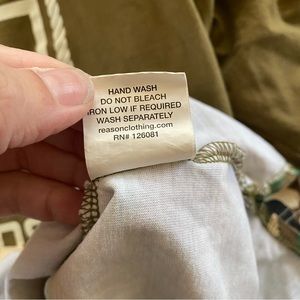 HAND WASH
DO NOT BLEACH
IRON LOW IF REQUIRED
WASH SEPARATELY
reasonclothing.com
RN# 126081